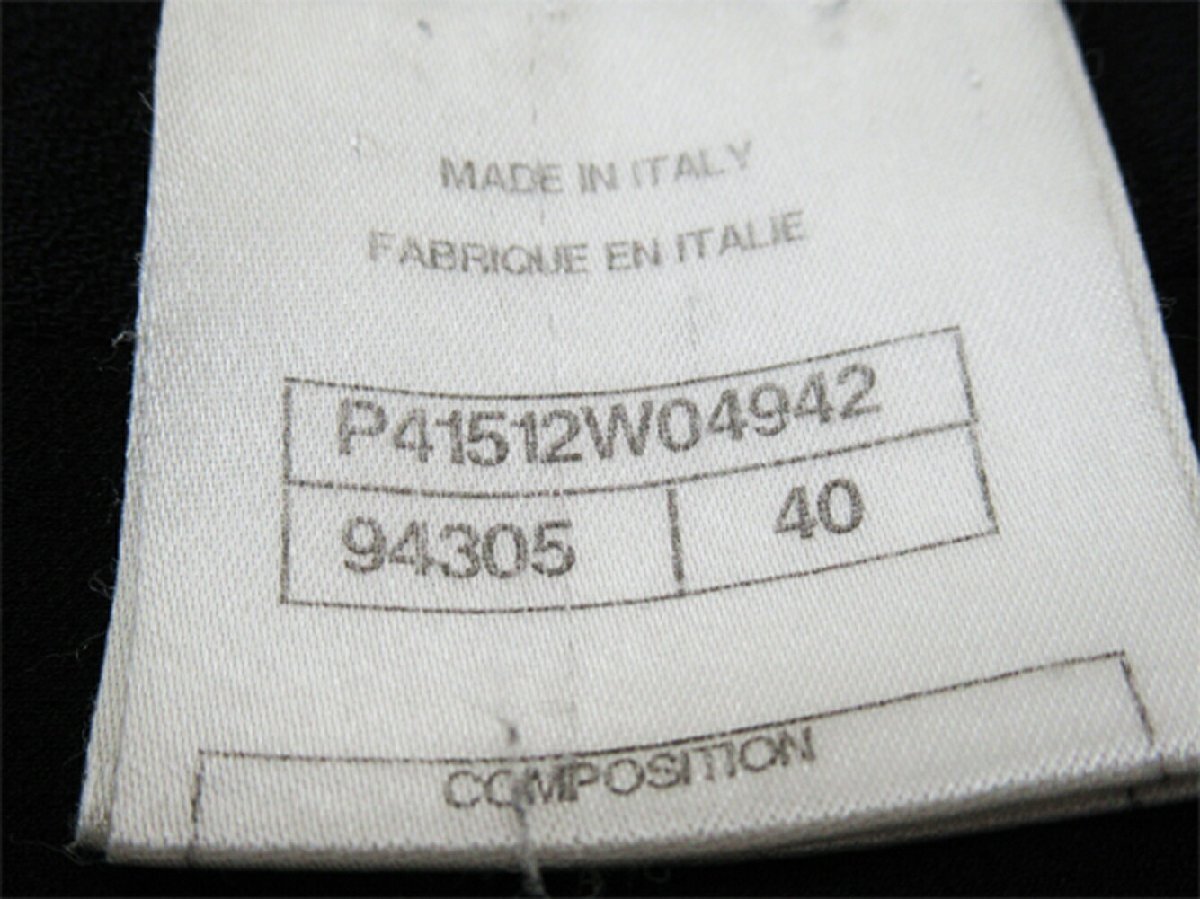 MADE IN ITALY
FABRIQUE EN ITALIE
P41512W04942
94305 40
COMPOSITION